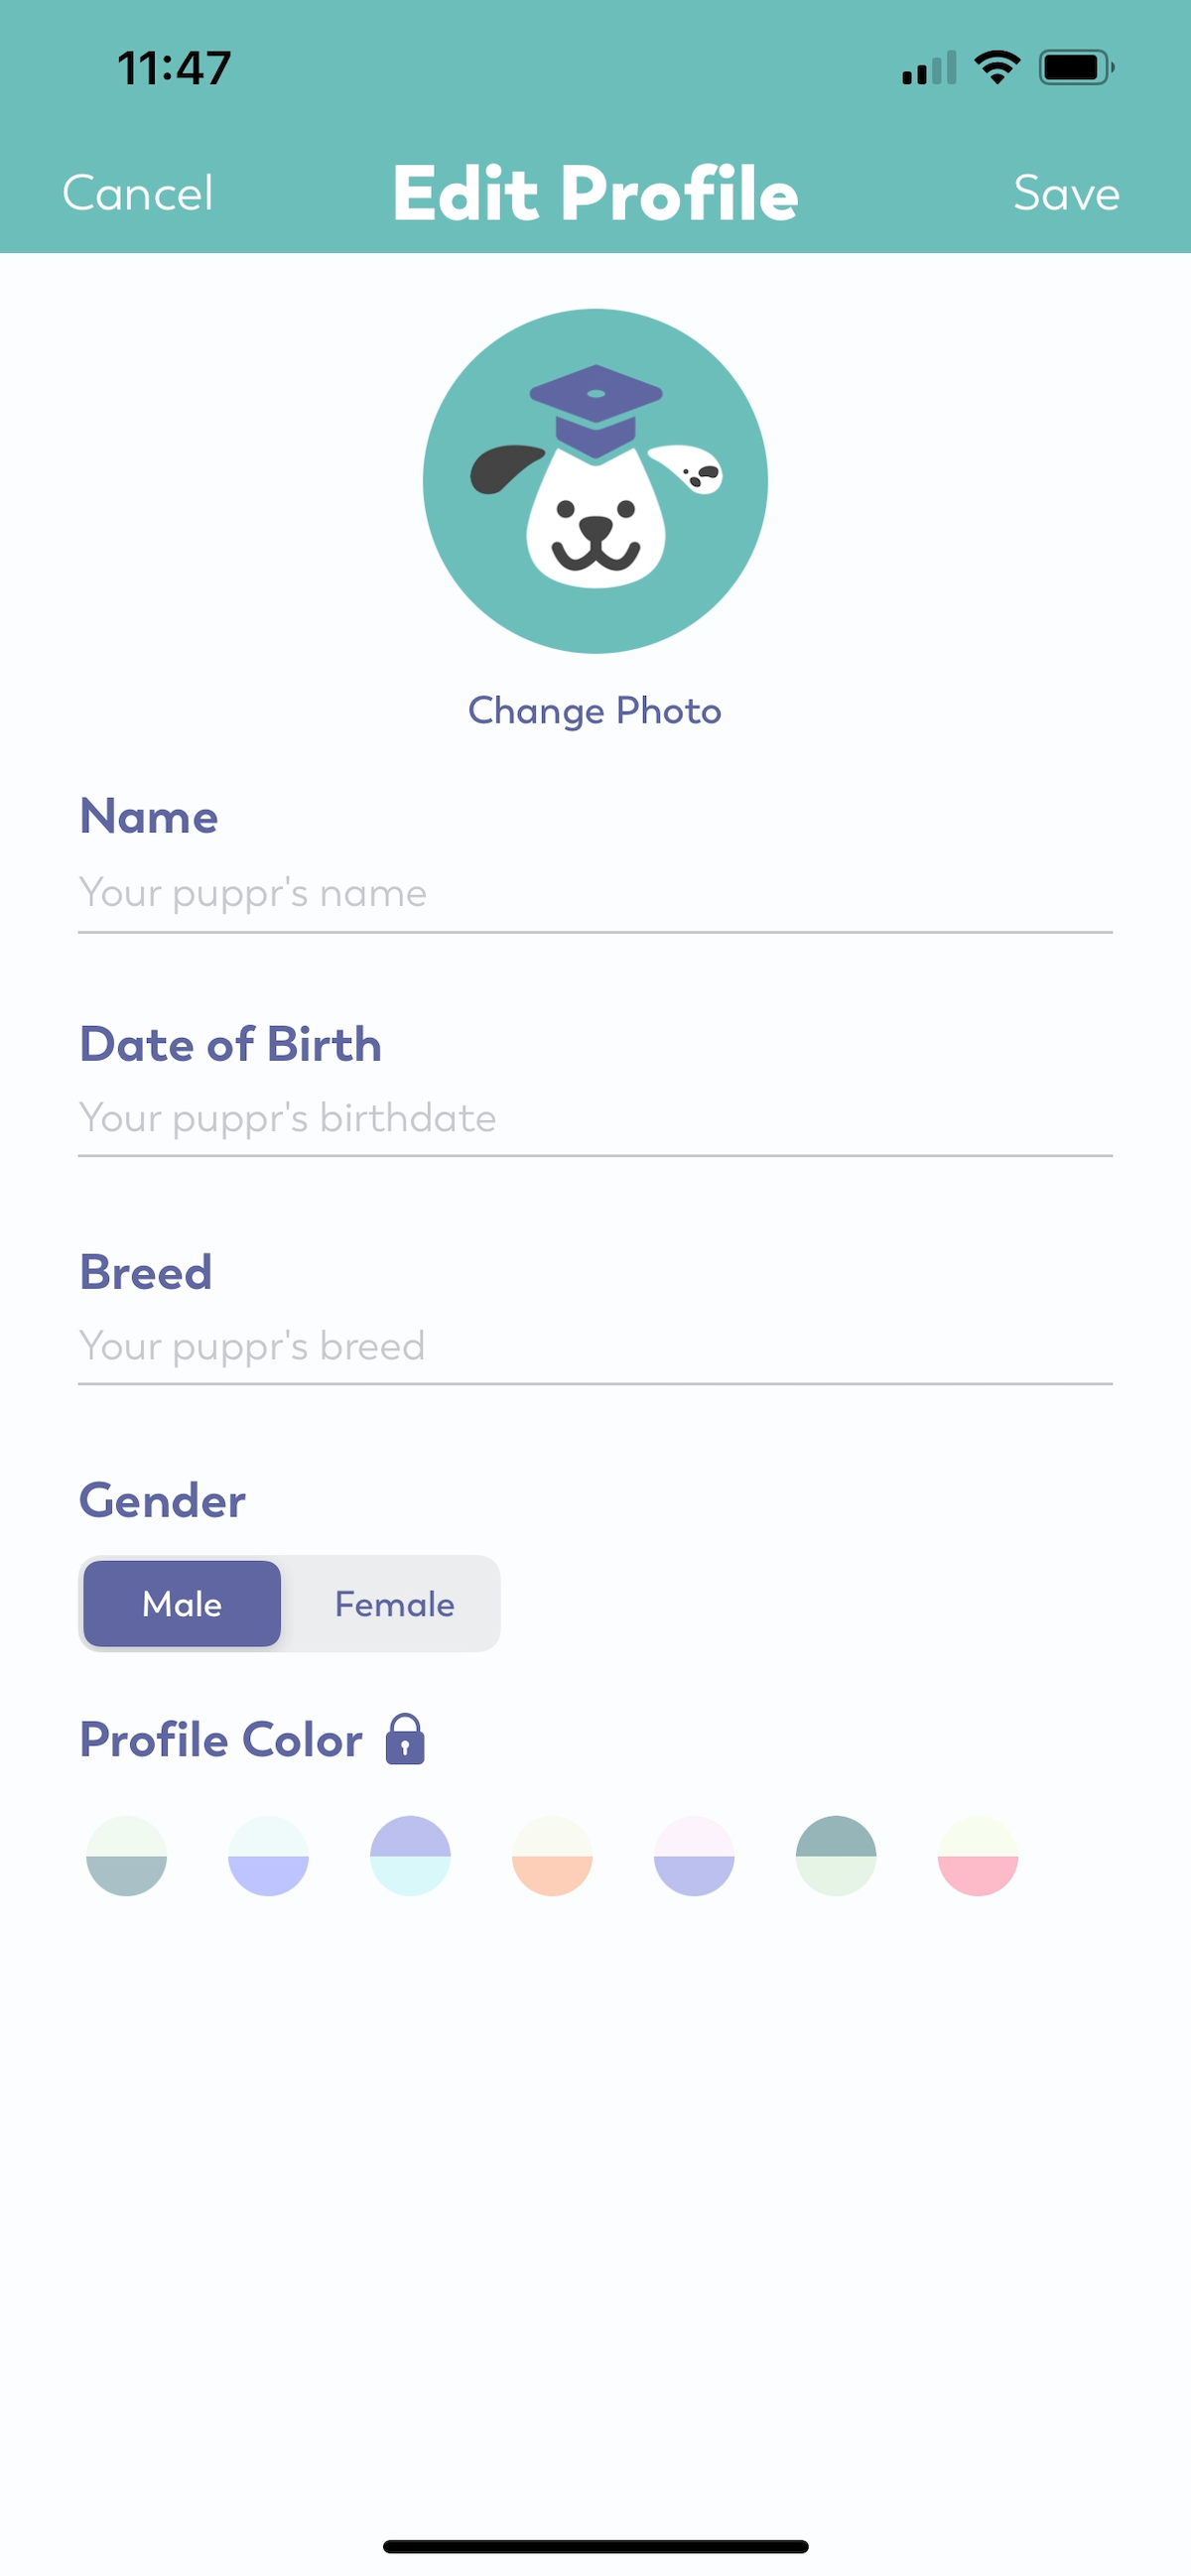 11:47
Cancel Edit Profile Save
Change Photo
Name
Your puppr's name
Date of Birth
Your puppr's birthdate
Breed
Your puppr's breed
Gender
Male Female
Profile Color